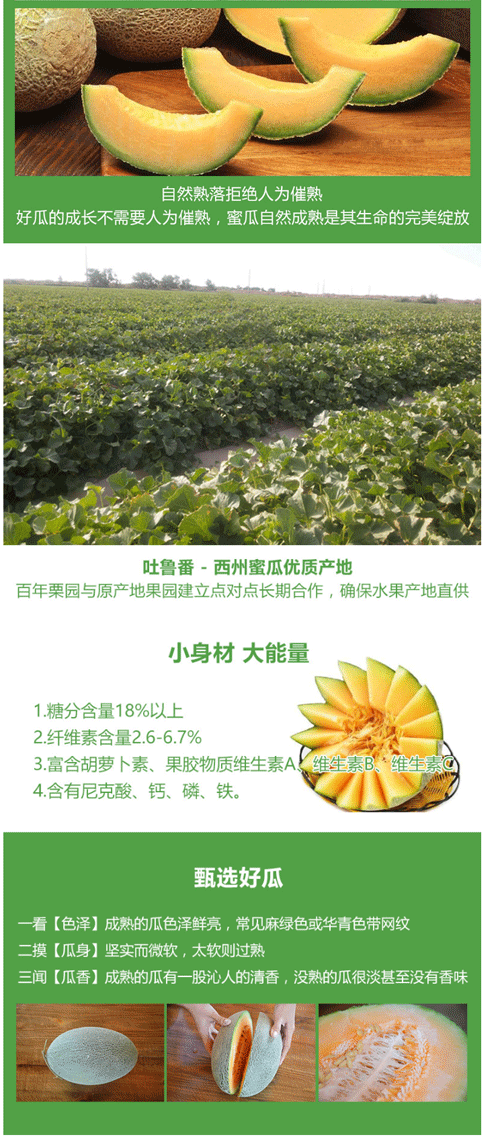 自然熟落拒绝人为催熟
好瓜的成长不需要人为催熟，蜜瓜自然成熟是其生命的完美绽放
吐鲁番 - 西州蜜瓜优质产地
百年栗园与原产地果园建立点对点长期合作，确保水果产地直供
小身材 大能量
1.糖分含量18%以上
2.纤维素含量2.6-6.7%
3.富含胡萝卜素、果胶物质维生素A、维生素B、维生素C
4.含有尼克酸、钙、磷、铁。
甄选好瓜
一看【色泽】成熟的瓜色泽鲜亮，常见麻绿色或华青色带网纹
二摸【瓜身】坚实而微软，太软则过熟
三闻【瓜香】成熟的瓜有一股沁人的清香，没熟的瓜很淡甚至没有香味